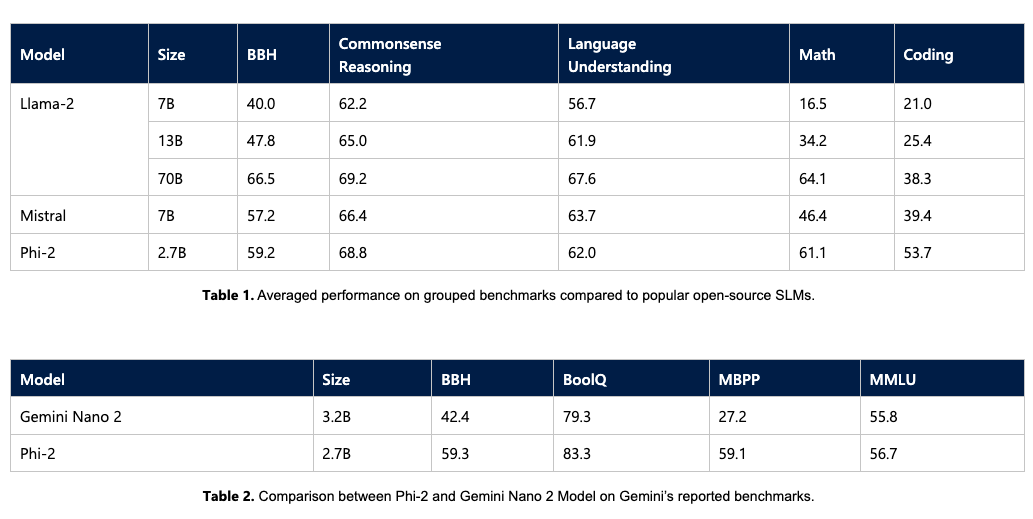 Model Size BBH Commonsense Reasoning Language Understanding Math Coding
Llama-2 7B 40.0 62.2 56.7 16.5 21.0
13B 47.8 65.0 61.9 34.2 25.4
70B 66.5 69.2 67.6 64.1 38.3
Mistral 7B 57.2 66.4 63.7 46.4 39.4
Phi-2 2.7B 59.2 68.8 62.0 61.1 53.7
Table 1. Averaged performance on grouped benchmarks compared to popular open-source SLMs.
Model Size BBH BoolQ MBPP MMLU
Gemini Nano 2 3.2B 42.4 79.3 27.2 55.8
Phi-2 2.7B 59.3 83.3 59.1 56.7
Table 2. Comparison between Phi-2 and Gemini Nano 2 Model on Gemini’s reported benchmarks.